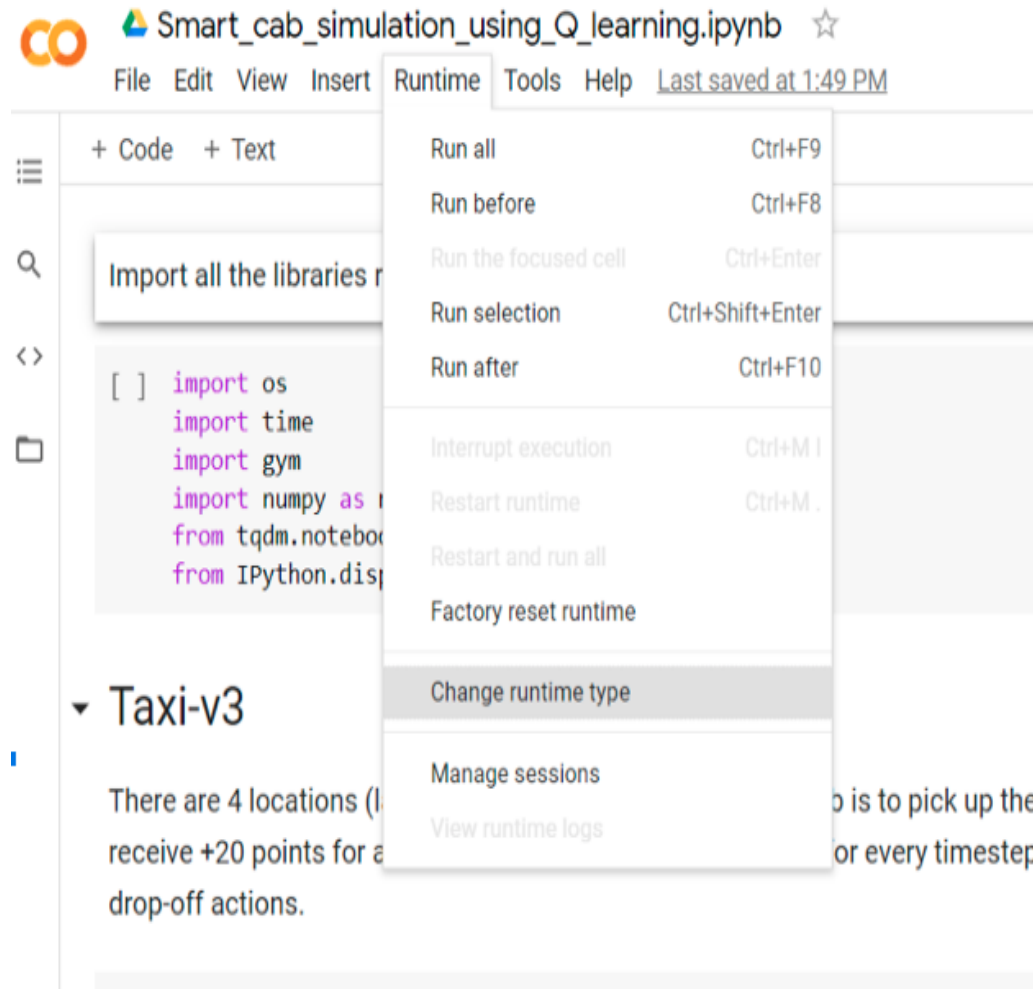 Smart_cab_simulation_using_Q_learning.ipynb
File Edit View Insert Runtime Tools Help Last saved at 1:49 PM
+ Code + Text
Run all Ctrl+F9
Run before Ctrl+F8
Run the focused cell Ctrl+Enter
Run selection Ctrl+Shift+Enter
Run after Ctrl+F10
Interrupt execution Ctrl+M I
Restart runtime Ctrl+M .
Restart and run all
Factory reset runtime
Change runtime type
Manage sessions
View runtime logs
Import all the libraries
[ ] import os
import time
import gym
import numpy as
from tqdm.noteboo
from IPython.disp
Taxi-v3
There are 4 locations (l is to pick up the
receive +20 points for a or every timestep
drop-off actions.